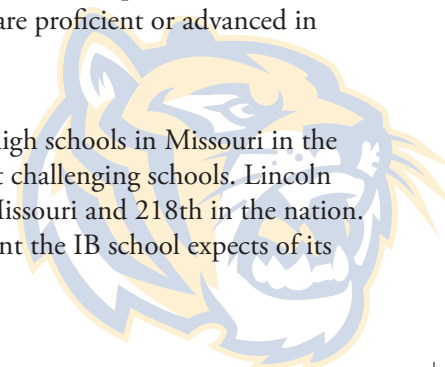 are proficient or advanced in
igh schools in Missouri in the
t challenging schools. Lincoln
Missouri and 218th in the nation.
nt the IB school expects of its